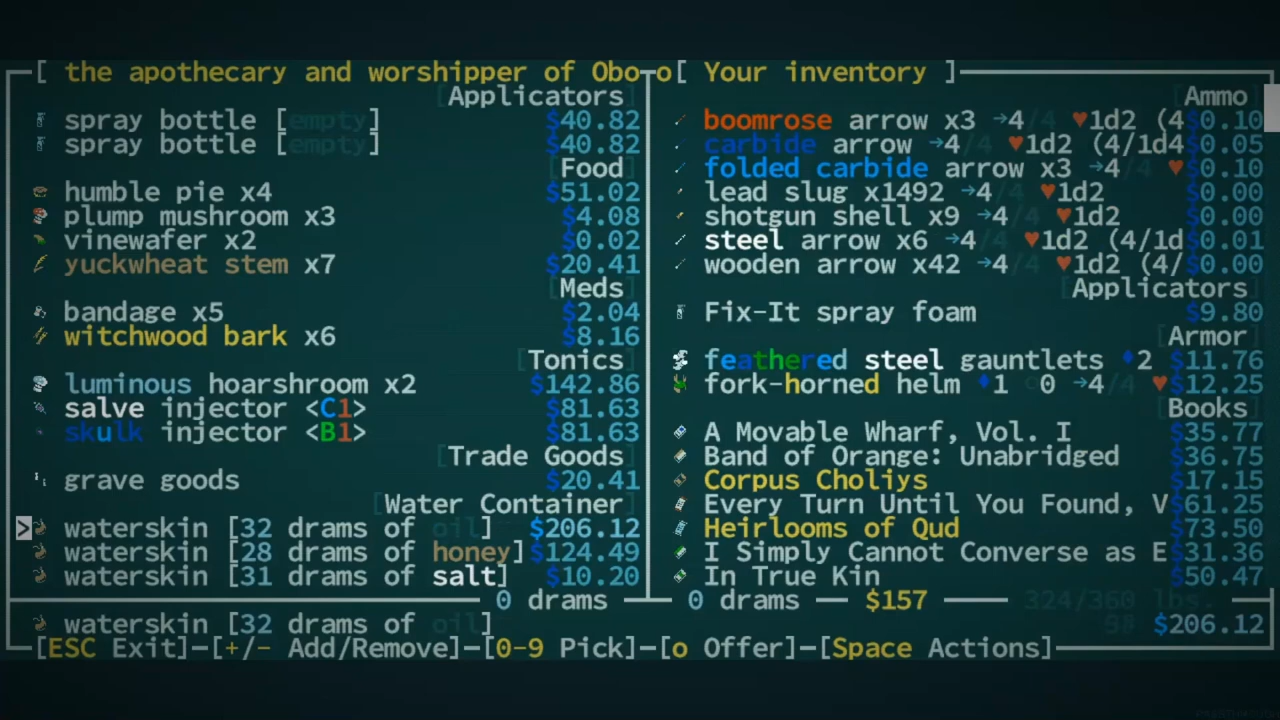 [ the apothecary and worshipper of Obo
[Applicators]
spray bottle [empty] $40.82
spray bottle [empty] $40.82
[Food]
humble pie x4 $51.02
plump mushroom x3 $4.08
vinewafer x2 $0.02
yuckwheat stem x7 $20.41
[Meds]
bandage x5 $2.04
witchwood bark x6 $8.16
[Tonics]
luminous hoarshroom x2 $142.86
salve injector <C1> $81.63
skulk injector <B1> $81.63
[Trade Goods]
grave goods $20.41
[Water Container]
> waterskin [32 drams of oil] $206.12
waterskin [28 drams of honey] $124.49
waterskin [31 drams of salt] $10.20
0 drams
o[ Your inventory ]
[Ammo]
boomrose arrow x3 →4/4 ♥1d2 (4 $0.10
carbide arrow →4/4 ♥1d2 (4/1d4 $0.05
folded carbide arrow x3 →4/4 ♥ $0.10
lead slug x1492 →4/4 ♥1d2 $0.00
shotgun shell x9 →4/4 ♥1d2 $0.00
steel arrow x6 →4/4 ♥1d2 (4/1d $0.01
wooden arrow x42 →4/4 ♥1d2 (4/ $0.00
[Applicators]
Fix-It spray foam $9.80
[Armor]
feathered steel gauntlets ♦2 $11.76
fork-horned helm ♦1 ○0 →4/4 ♥ $12.25
[Books]
A Movable Wharf, Vol. I $35.77
Band of Orange: Unabridged $36.75
Corpus Choliys $17.15
Every Turn Until You Found, V $61.25
Heirlooms of Qud $73.50
I Simply Cannot Converse as E $31.36
In True Kin $50.47
0 drams — $157 324/360 lbs.
waterskin [32 drams of oil] 98 $206.12
[ESC Exit]—[+/- Add/Remove]—[0-9 Pick]—[o Offer]—[Space Actions]